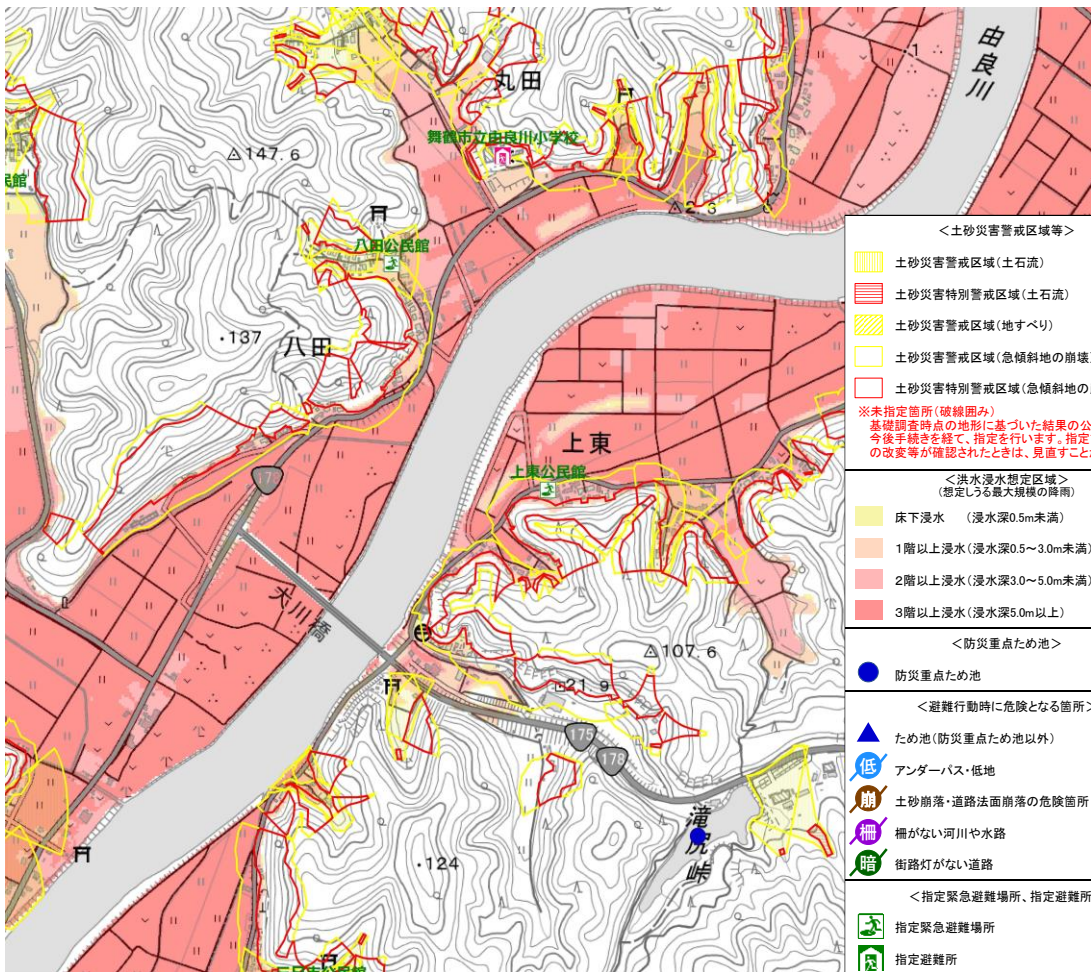 由良川
1
丸田
舞鶴市立由良川小学校
147.6
民館
2.6
八田公民館
137
八田
上東
上東公民館
大川橋
107.6
21.9
175
178
滝尻峠
124
<土砂災害警戒区域等>
土砂災害警戒区域(土石流)
土砂災害特別警戒区域(土石流)
土砂災害警戒区域(地すべり)
土砂災害警戒区域(急傾斜地の崩壊
土砂災害特別警戒区域(急傾斜地の
※未指定箇所(破線囲み)
基礎調査時点の地形に基づいた結果の公
今後手続きを経て、指定を行います。指定
の改変等が確認されたときは、見直すこと
<洪水浸水想定区域>
(想定しうる最大規模の降雨)
床下浸水 (浸水深0.5m未満)
1階以上浸水(浸水深0.5~3.0m未満)
2階以上浸水(浸水深3.0~5.0m未満)
3階以上浸水(浸水深5.0m以上)
<防災重点ため池>
防災重点ため池
<避難行動時に危険となる箇所>
ため池(防災重点ため池以外)
低 アンダーパス・低地
崩 土砂崩落・道路法面崩落の危険箇所
柵 柵がない河川や水路
暗 街路灯がない道路
<指定緊急避難場所、指定避難所
指定緊急避難場所
指定避難所